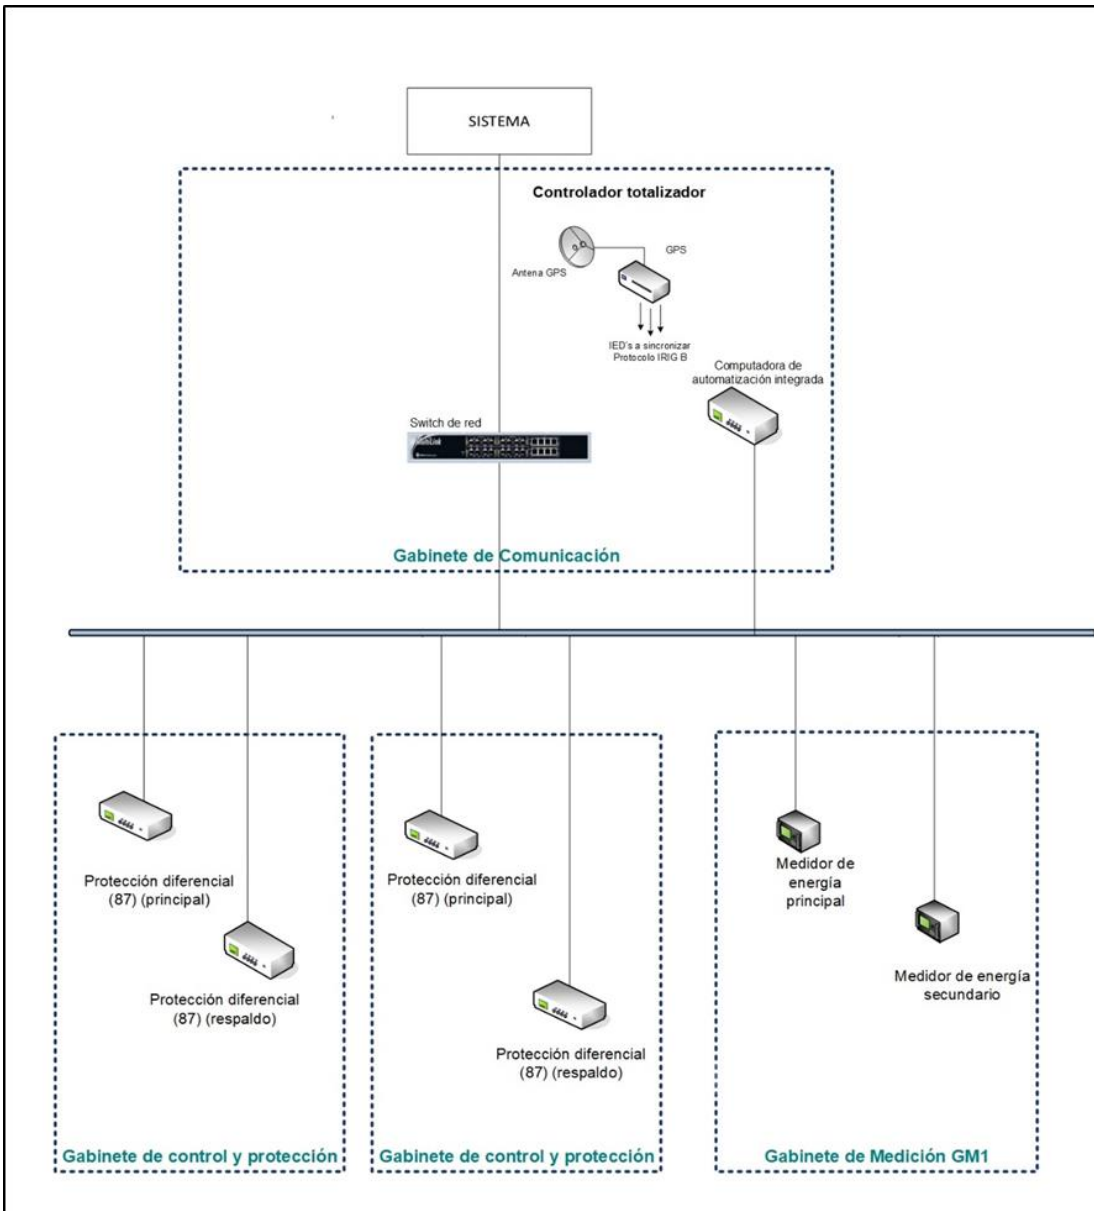 SISTEMA
Controlador totalizador
GPS
Antena GPS
IED's a sincronizar
Protocolo IRIG B
Computadora de
automatización integrada
Switch de red
Gabinete de Comunicación
Protección diferencial
(87) (principal)
Protección diferencial
(87) (respaldo)
Gabinete de control y protección
Protección diferencial
(87) (principal)
Protección diferencial
(87) (respaldo)
Gabinete de control y protección
Medidor de
energía
principal
Medidor de energía
secundario
Gabinete de Medición GM1